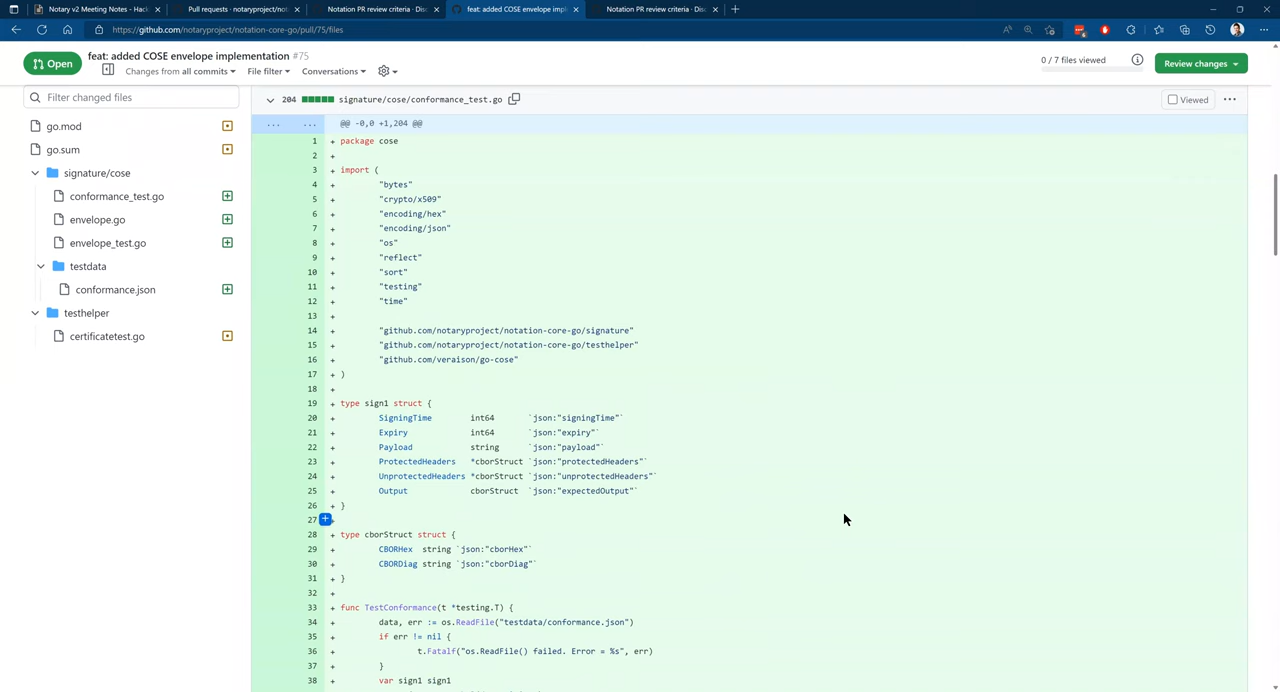 Notary v2 Meeting Notes - Hac
Pull requests · notaryproject/not
Notation PR review criteria · Disc
feat: added COSE envelope impl
Notation PR review criteria · Disc
https://github.com/notaryproject/notation-core-go/pull/75/files
Open
feat: added COSE envelope implementation #75
Changes from all commits
File filter
Conversations
0 / 7 files viewed
Review changes
Filter changed files
go.mod
go.sum
signature/cose
conformance_test.go
envelope.go
envelope_test.go
testdata
conformance.json
testhelper
certificatetest.go
204 signature/cose/conformance_test.go
Viewed
... ... @@ -0,0 +1,204 @@
1 + package cose
2 +
3 + import (
4 + "bytes"
5 + "crypto/x509"
6 + "encoding/hex"
7 + "encoding/json"
8 + "os"
9 + "reflect"
10 + "sort"
11 + "testing"
12 + "time"
13 +
14 + "github.com/notaryproject/notation-core-go/signature"
15 + "github.com/notaryproject/notation-core-go/testhelper"
16 + "github.com/veraison/go-cose"
17 + )
18 +
19 + type sign1 struct {
20 + SigningTime int64 `json:"signingTime"`
21 + Expiry int64 `json:"expiry"`
22 + Payload string `json:"payload"`
23 + ProtectedHeaders *cborStruct `json:"protectedHeaders"`
24 + UnprotectedHeaders *cborStruct `json:"unprotectedHeaders"`
25 + Output cborStruct `json:"expectedOutput"`
26 + }
27 +
28 + type cborStruct struct {
29 + CBORHex string `json:"cborHex"`
30 + CBORDiag string `json:"cborDiag"`
31 + }
32 +
33 + func TestConformance(t *testing.T) {
34 + data, err := os.ReadFile("testdata/conformance.json")
35 + if err != nil {
36 + t.Fatalf("os.ReadFile() failed. Error = %s", err)
37 + }
38 + var sign1 sign1